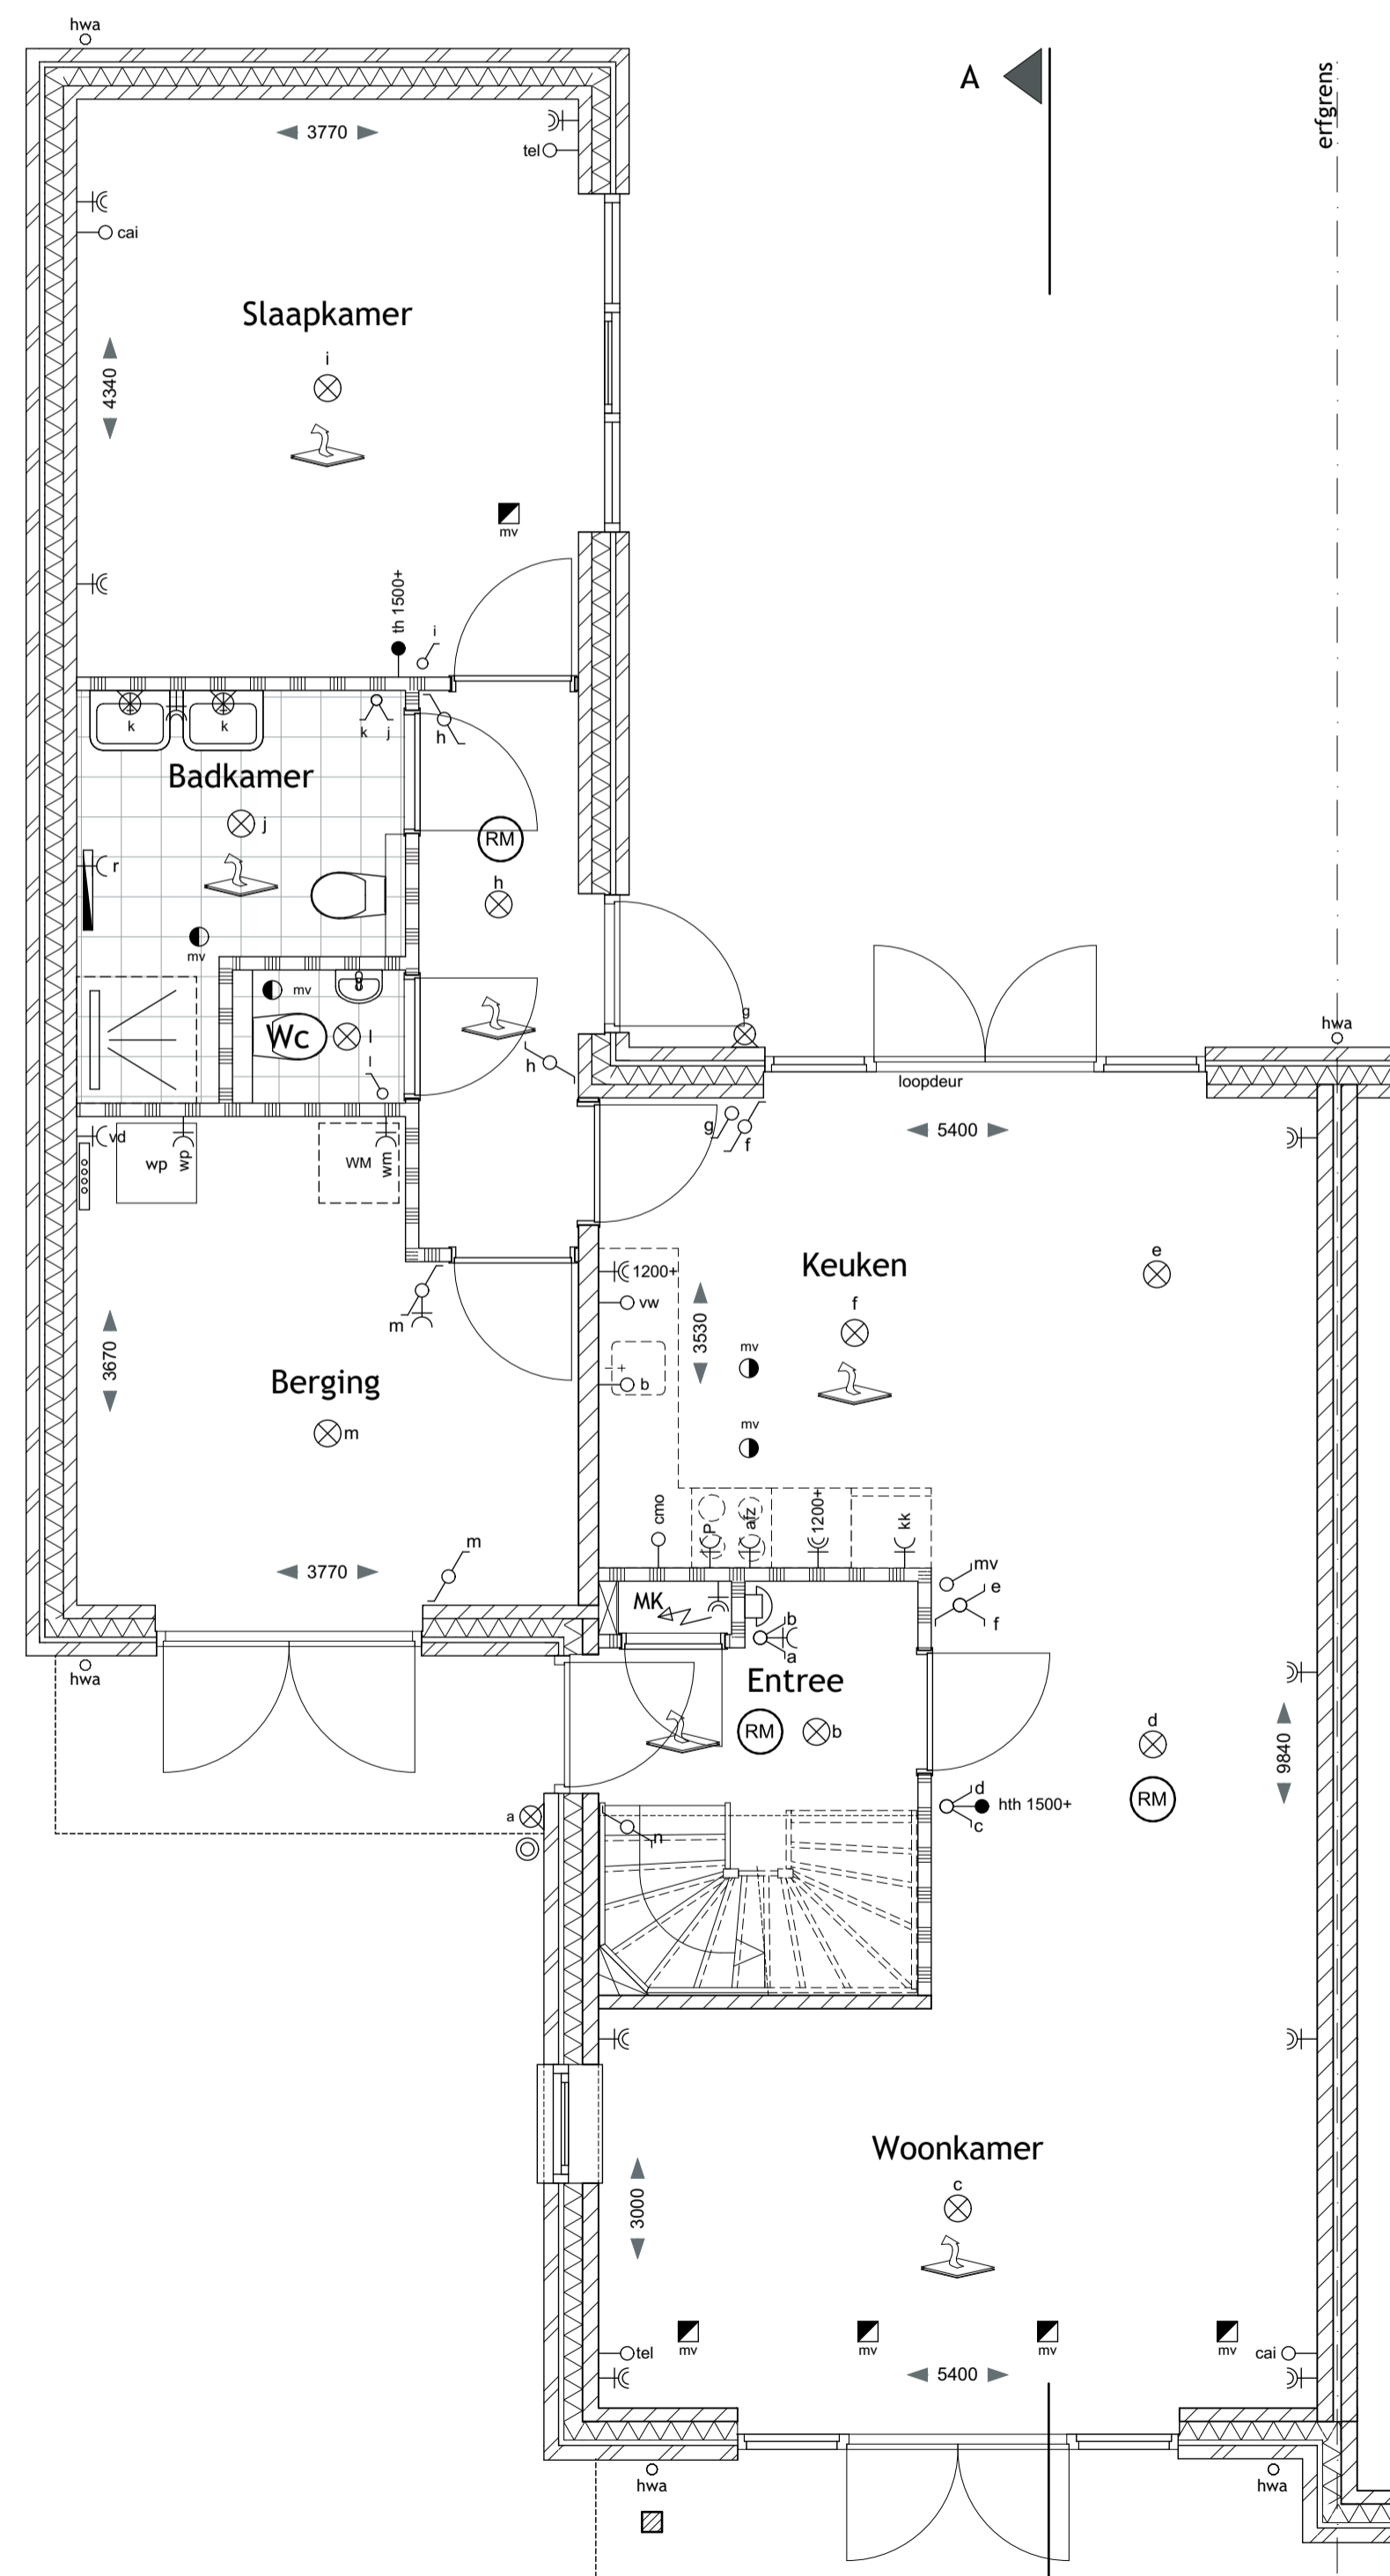 hwa
A
erfgrens
3770
tel
cai
Slaapkamer
i
4340
mv
th 1500+
i
k
k
k j
h
Badkamer
j
RM
r
h
mv
mv
Wc
l
l
h
g
hwa
loopdeur
vd
wp
wp
WM
wm
g
f
5400
Keuken
e
1200+
vw
f
3530
m
mv
b
3670
Berging
m
mv
cmo
P
afz
1200+
kk
3770
m
mv
e
f
MK
b
a
hwa
Entree
RM
b
d
RM
9840
a
n
d
c
hth 1500+
Woonkamer
c
3000
mv
mv
mv
mv
tel
cai
5400
hwa
hwa